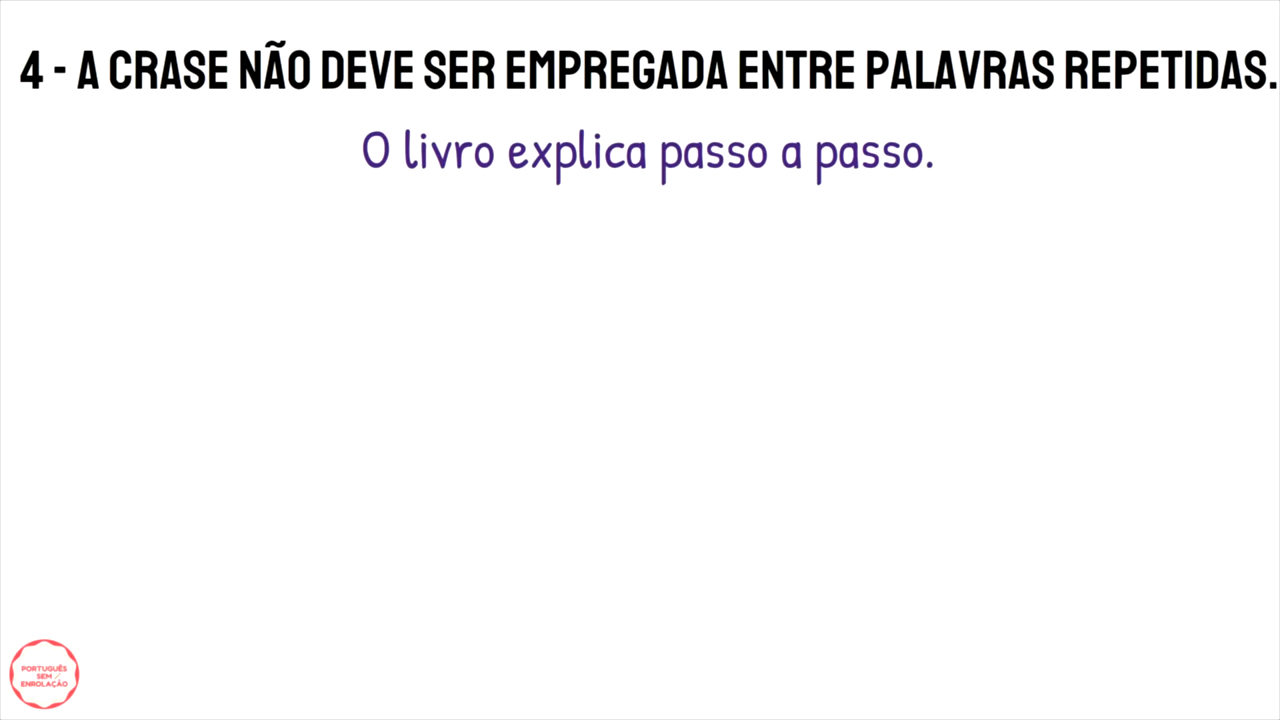 4 - A CRASE NÃO DEVE SER EMPREGADA ENTRE PALAVRAS REPETIDAS.
O livro explica passo a passo.
PORTUGUÊS
SEM
ENROLAÇÃO